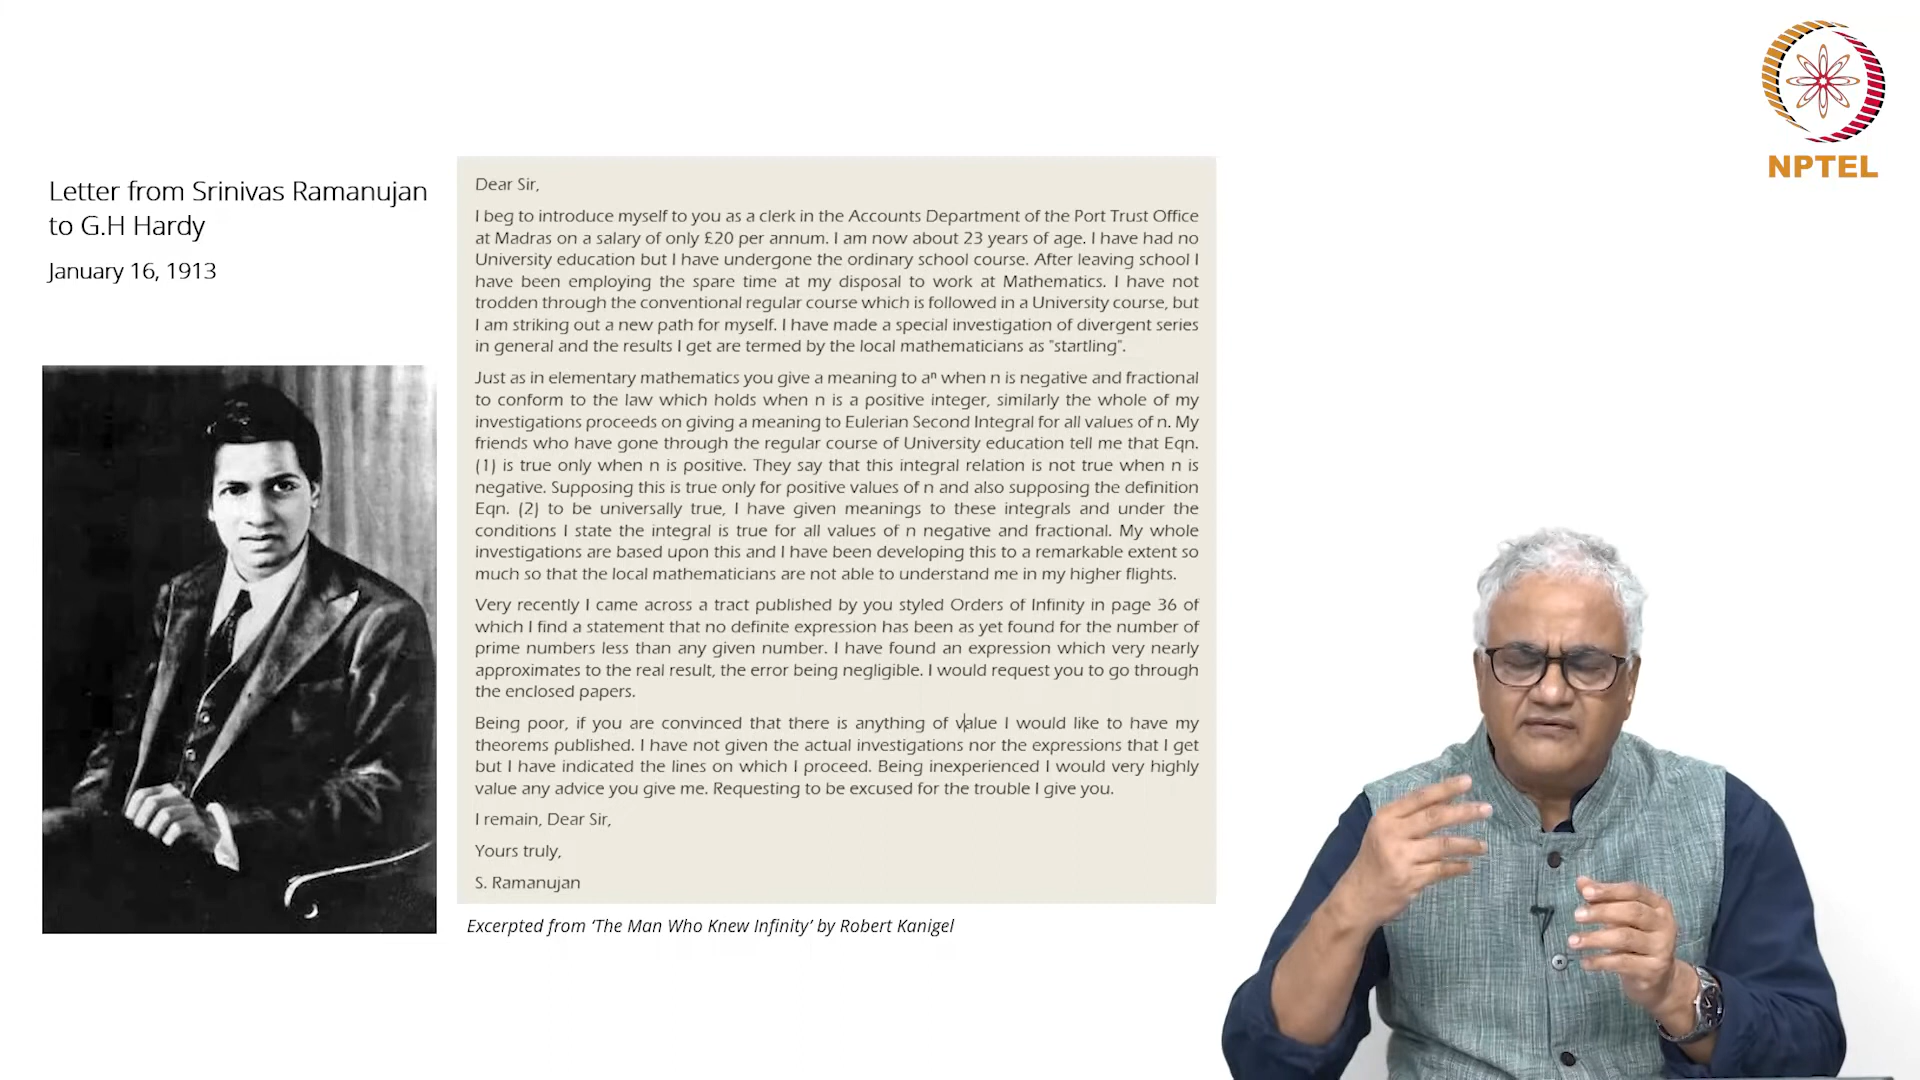 NPTEL
Letter from Srinivas Ramanujan
to G.H Hardy
January 16, 1913
Dear Sir,
I beg to introduce myself to you as a clerk in the Accounts Department of the Port Trust Office
at Madras on a salary of only £20 per annum. I am now about 23 years of age. I have had no
University education but I have undergone the ordinary school course. After leaving school I
have been employing the spare time at my disposal to work at Mathematics. I have not
trodden through the conventional regular course which is followed in a University course, but
I am striking out a new path for myself. I have made a special investigation of divergent series
in general and the results I get are termed by the local mathematicians as "startling".
Just as in elementary mathematics you give a meaning to aⁿ when n is negative and fractional
to conform to the law which holds when n is a positive integer, similarly the whole of my
investigations proceeds on giving a meaning to Eulerian Second Integral for all values of n. My
friends who have gone through the regular course of University education tell me that Eqn.
(1) is true only when n is positive. They say that this integral relation is not true when n is
negative. Supposing this is true only for positive values of n and also supposing the definition
Eqn. (2) to be universally true, I have given meanings to these integrals and under the
conditions I state the integral is true for all values of n negative and fractional. My whole
investigations are based upon this and I have been developing this to a remarkable extent so
much so that the local mathematicians are not able to understand me in my higher flights.
Very recently I came across a tract published by you styled Orders of Infinity in page 36 of
which I find a statement that no definite expression has been as yet found for the number of
prime numbers less than any given number. I have found an expression which very nearly
approximates to the real result, the error being negligible. I would request you to go through
the enclosed papers.
Being poor, if you are convinced that there is anything of value I would like to have my
theorems published. I have not given the actual investigations nor the expressions that I get
but I have indicated the lines on which I proceed. Being inexperienced I would very highly
value any advice you give me. Requesting to be excused for the trouble I give you.
I remain, Dear Sir,
Yours truly,
S. Ramanujan
Excerpted from ‘The Man Who Knew Infinity’ by Robert Kanigel